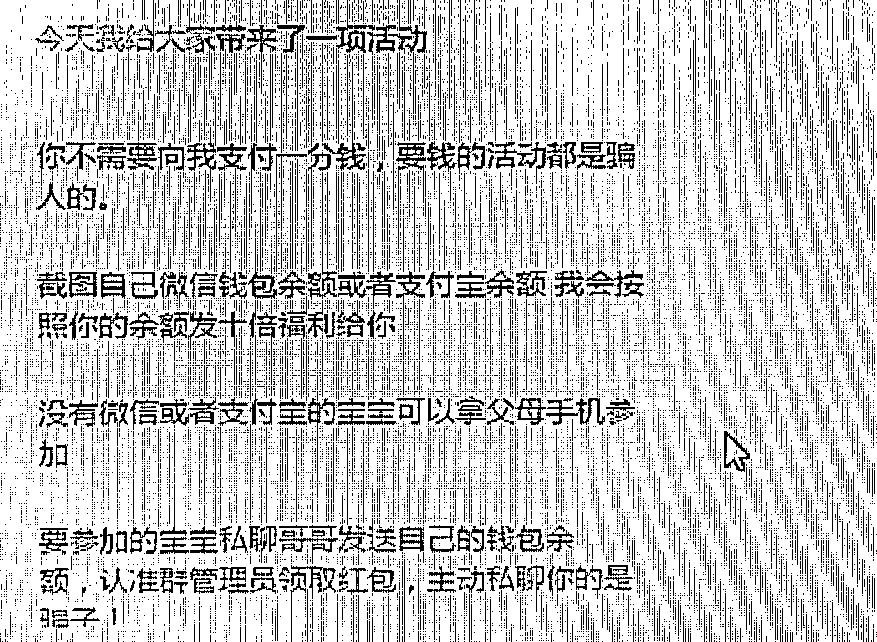 今天我给大家带来了一项活动
你不需要向我支付一分钱，要钱的活动都是骗
人的。
截图自己微信钱包余额或者支付宝余额 我会按
照你的余额发十倍福利给你
没有微信或者支付宝的宝宝可以拿父母手机参
加
要参加的宝宝私聊哥哥发送自己的钱包余
额，认准群管理员领取红包，主动私聊你的是
骗子！